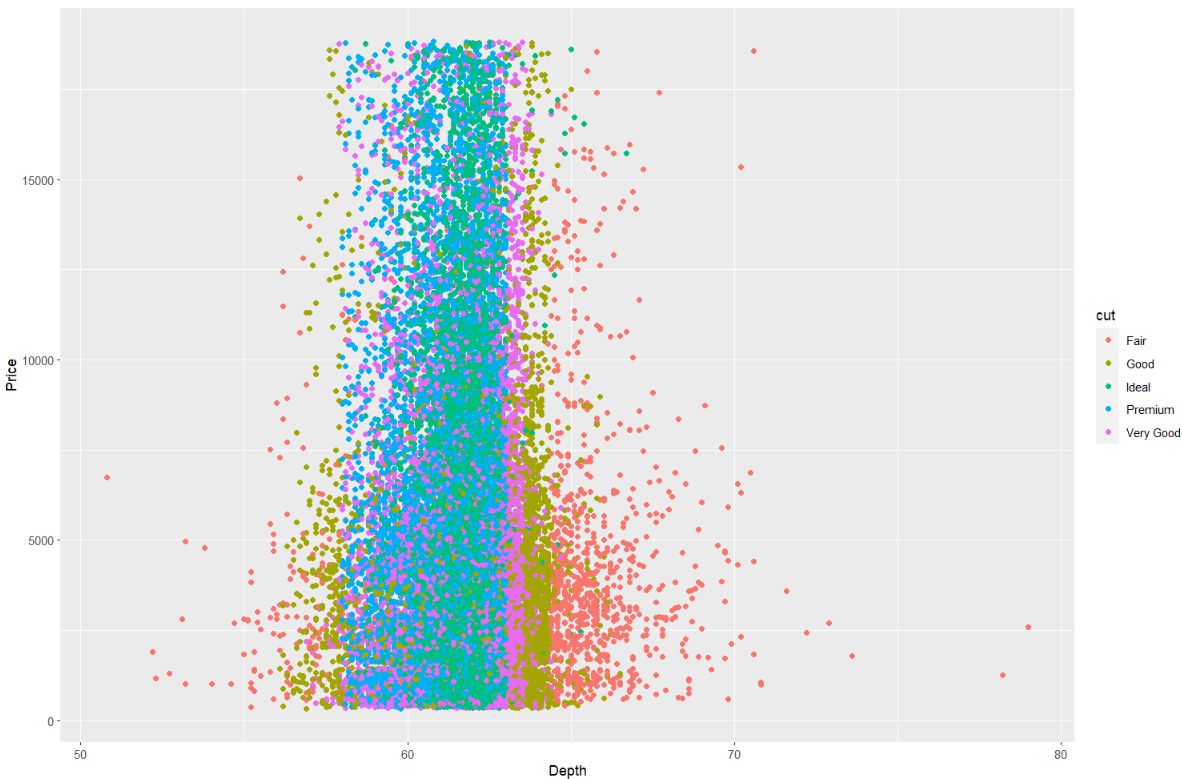 15000
10000
5000
0
Price
50
60
70
80
Depth
cut
Fair
Good
Ideal
Premium
Very Good